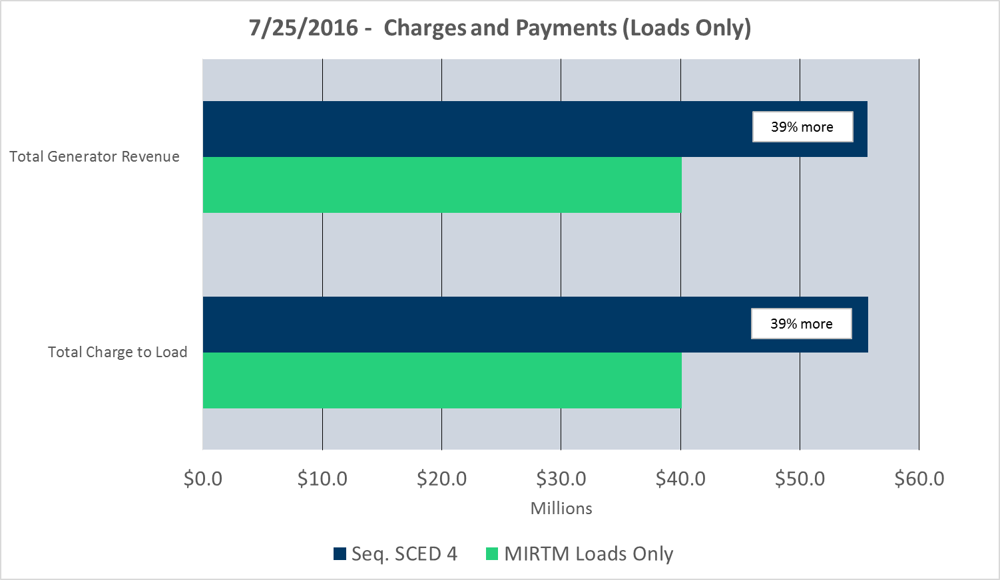 7/25/2016 -  Charges and Payments (Loads Only)
39% more
Total Generator Revenue
39% more
Total Charge to Load
$0.0 $10.0 $20.0 $30.0 $40.0 $50.0 $60.0
Millions
Seq. SCED 4 MIRTM Loads Only